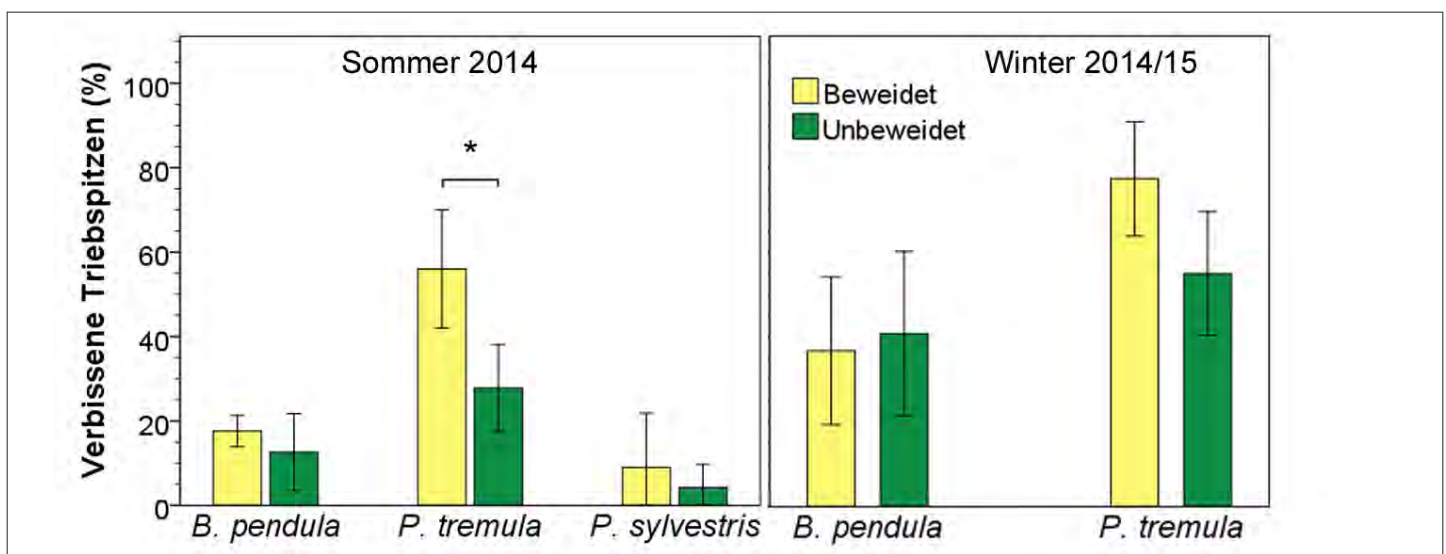 Verbissene Triebspitzen (%)
100
80
60
40
20
0
Sommer 2014
*
B. pendula P. tremula P. sylvestris
Winter 2014/15
Beweidet
Unbeweidet
B. pendula P. tremula